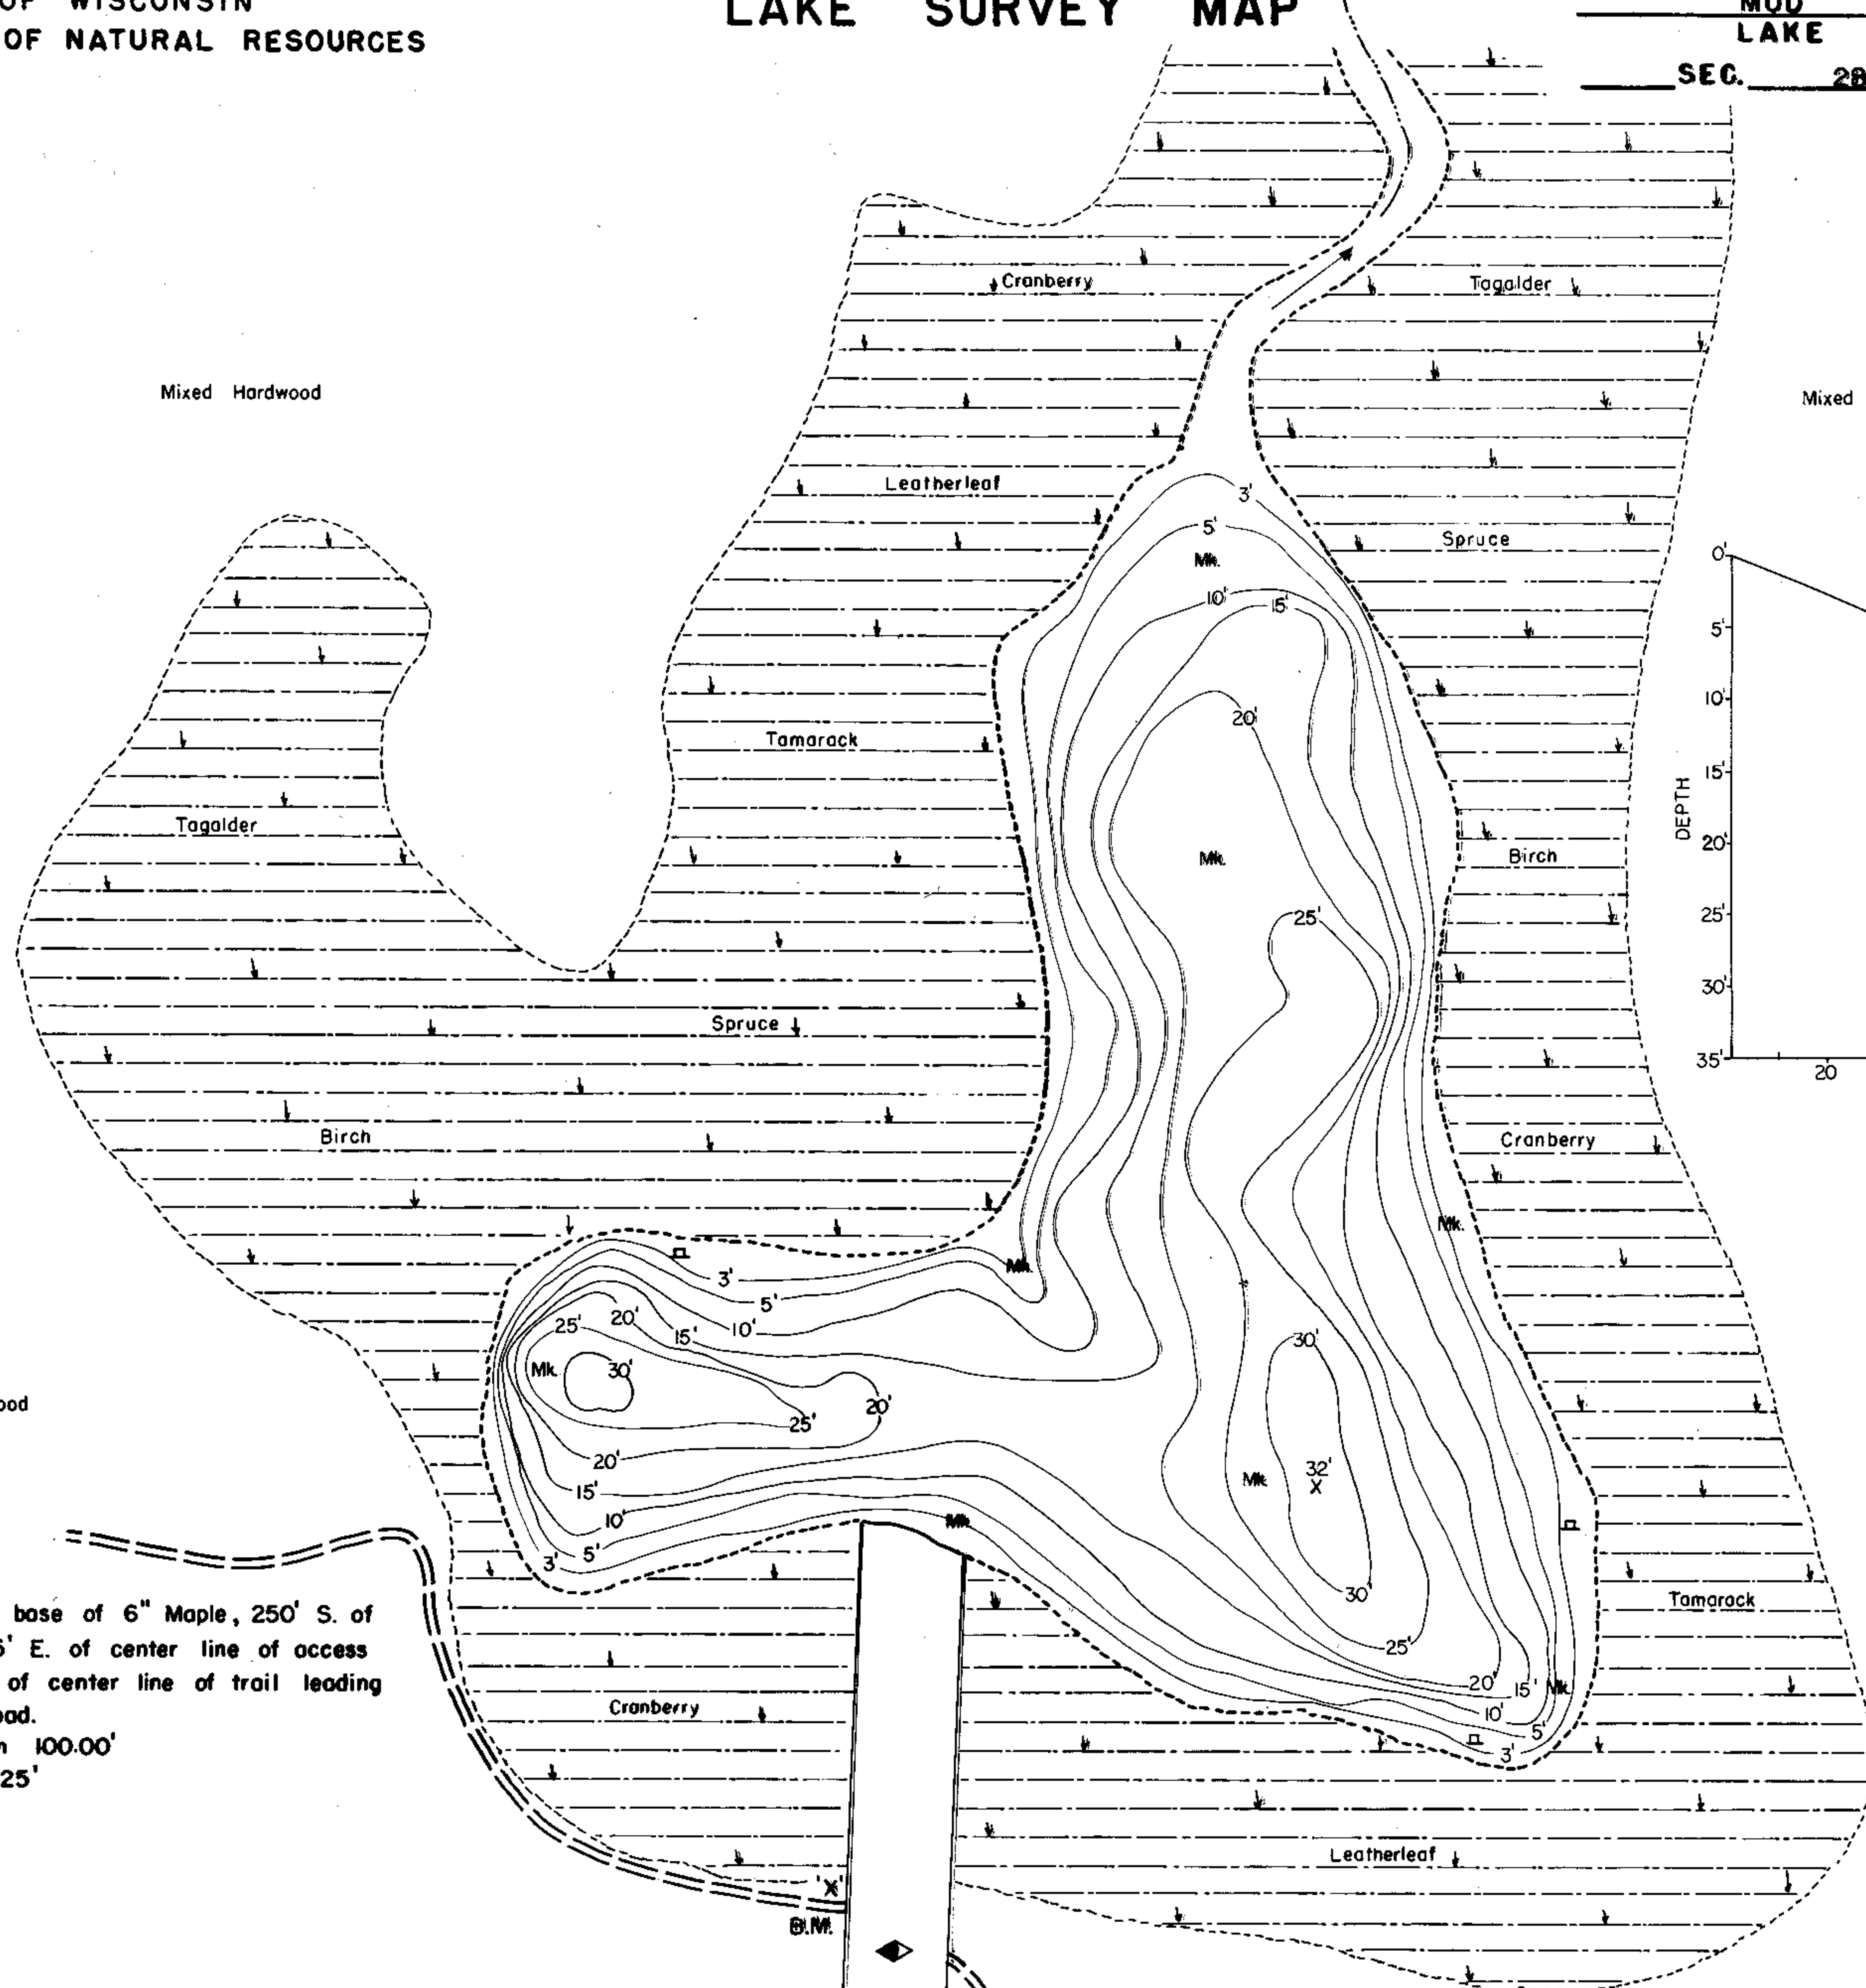 OF WISCONSIN
OF NATURAL RESOURCES
LAKE SURVEY MAP
MUD
LAKE
SEC. 28
Cranberry
Tagalder
Mixed Hardwood
Mixed
Leatherleaf
3'
5'
Spruce
Mk.
0'
10'
15'
5'
10'
20'
Tamarack
15'
DEPTH
Tagalder
20'
Mk.
Birch
25'
25'
30'
Spruce
35'
20
Birch
Cranberry
Mk.
Mk.
3'
5'
20'
25'
10'
15'
30'
Mk.
30'
20'
25'
20'
32'
X
Mk.
15'
10'
Mk.
5'
3'
30'
Tamarack
base of 6" Maple, 250' S. of
5' E. of center line of access
of center line of trail leading
100.00'
25'
25'
20'
15'
Mk.
10'
5'
3'
Cranberry
Leatherleaf
'X'
B.M.